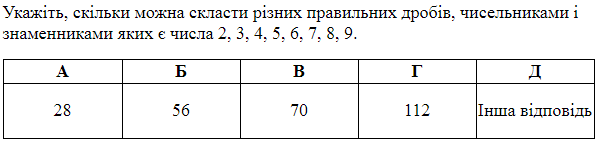 Укажіть, скільки можна скласти різних правильних дробів, чисельниками і
знаменниками яких є числа 2, 3, 4, 5, 6, 7, 8, 9.
А Б В Г Д
28 56 70 112 Інша відповідь